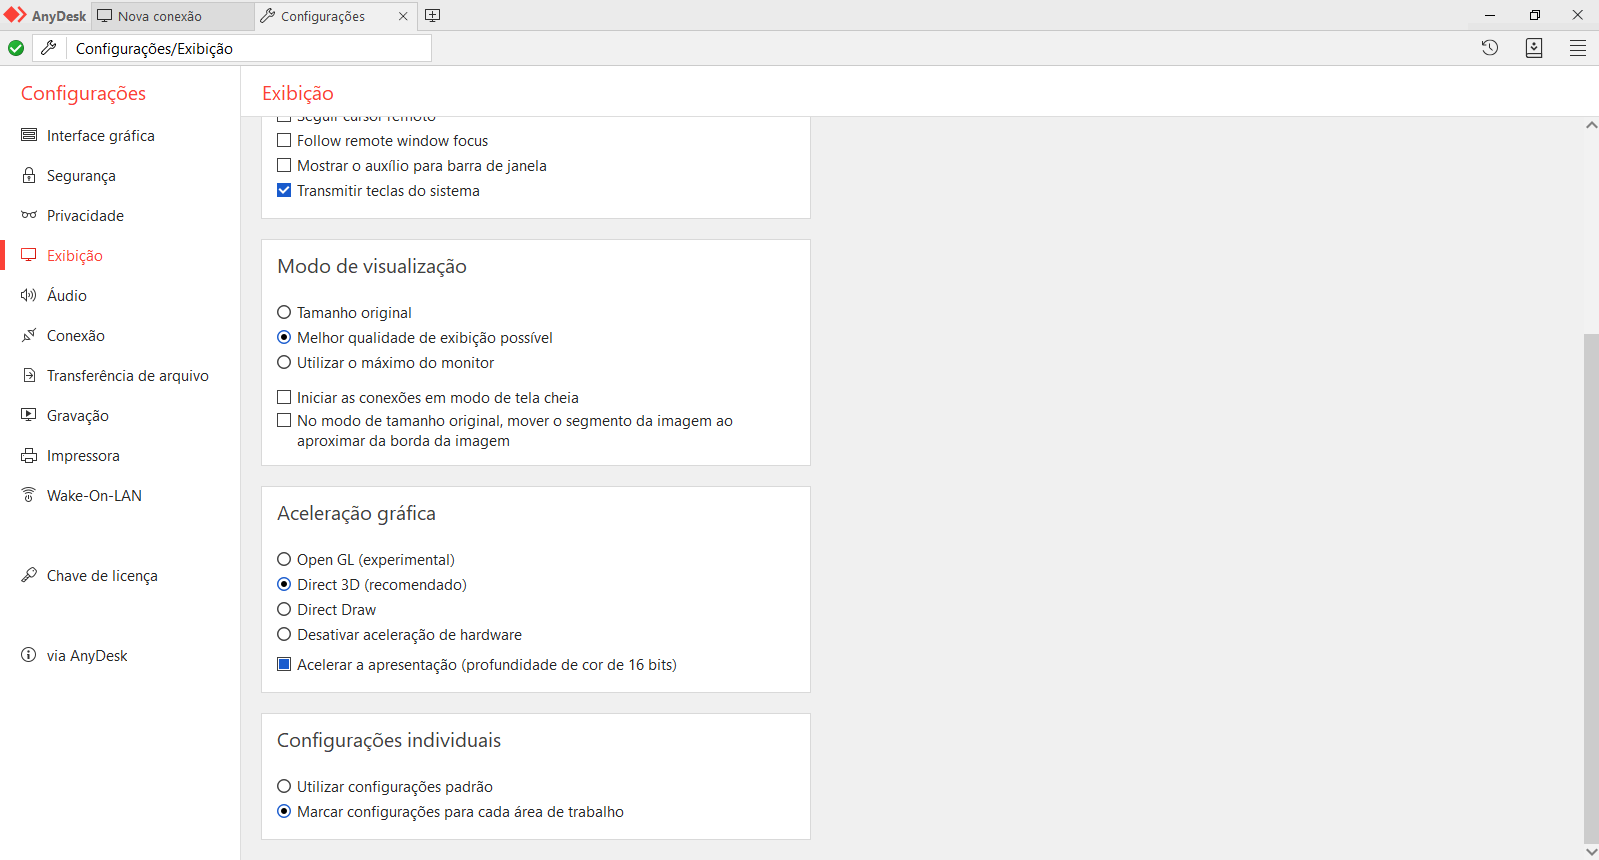 AnyDesk
Nova conexão
Configurações
Configurações/Exibição
Configurações
Interface gráfica
Segurança
Privacidade
Exibição
Áudio
Conexão
Transferência de arquivo
Gravação
Impressora
Wake-On-LAN
Chave de licença
via AnyDesk
Exibição
Seguir cursor remoto
Follow remote window focus
Mostrar o auxílio para barra de janela
Transmitir teclas do sistema
Modo de visualização
Tamanho original
Melhor qualidade de exibição possível
Utilizar o máximo do monitor
Iniciar as conexões em modo de tela cheia
No modo de tamanho original, mover o segmento da imagem ao
aproximar da borda da imagem
Aceleração gráfica
Open GL (experimental)
Direct 3D (recomendado)
Direct Draw
Desativar aceleração de hardware
Acelerar a apresentação (profundidade de cor de 16 bits)
Configurações individuais
Utilizar configurações padrão
Marcar configurações para cada área de trabalho